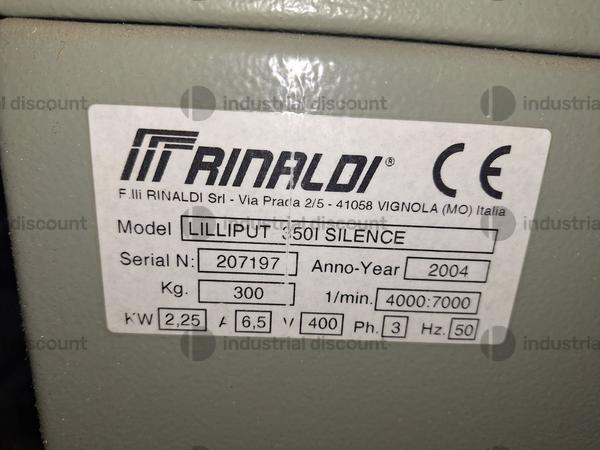 RINALDI® CE
F.lli RINALDI Srl - Via Prada 2/5 - 41058 VIGNOLA (MO) Italia
Model LILLIPUT 350I SILENCE
Serial N: 207197 Anno-Year 2004
Kg. 300 1/min. 4000:7000
KW 2,25 A 6,5 V 400 Ph. 3 Hz. 50
industrial discount
industrial discount
industrial discount
industrial discount
industrial discount
industrial discount
industrial discount
industrial discount